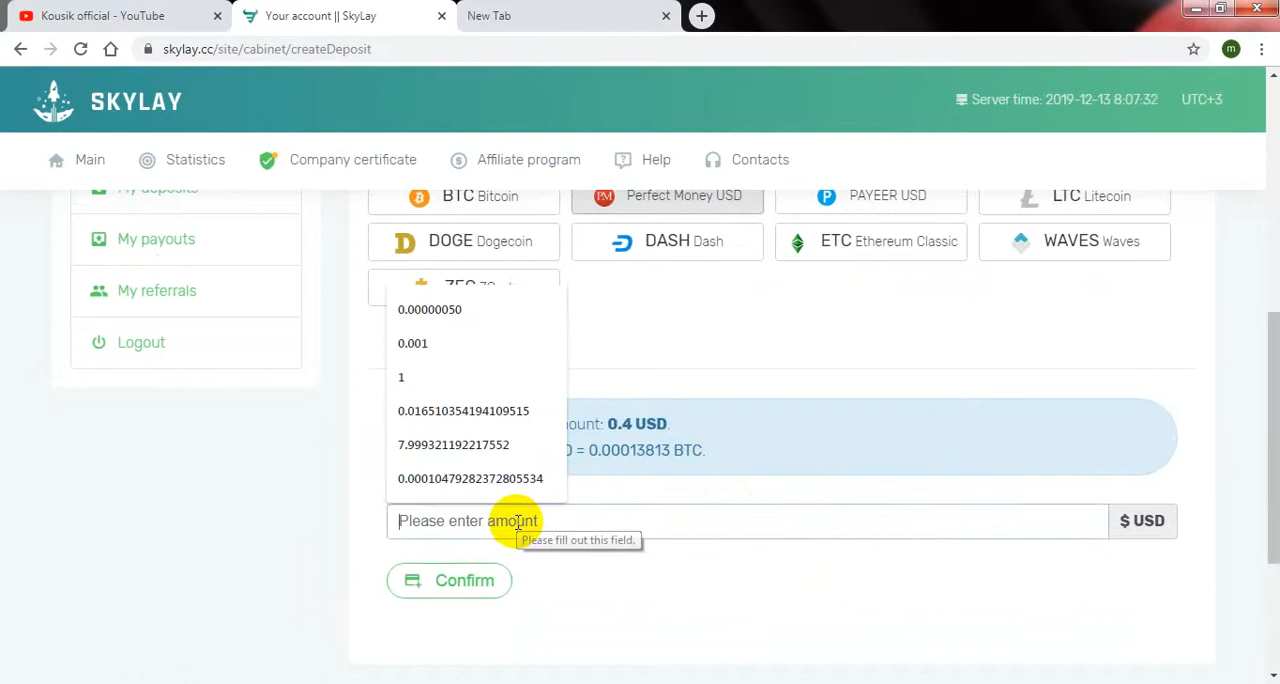 Kousik official - YouTube
Your account || SkyLay
New Tab
skylay.cc/site/cabinet/createDeposit
m
SKYLAY
Server time: 2019-12-13 8:07:32 UTC+3
Main
Statistics
Company certificate
Affiliate program
Help
Contacts
My deposits
My payouts
My referrals
Logout
BTC Bitcoin
PM Perfect Money USD
P PAYEER USD
LTC Litecoin
DOGE Dogecoin
DASH Dash
ETC Ethereum Classic
WAVES Waves
0.00000050
0.001
1
0.016510354194109515
7.999321192217552
0.00010479282372805534
ount: 0.4 USD.
= 0.00013813 BTC.
Please enter amount
$ USD
Please fill out this field.
Confirm